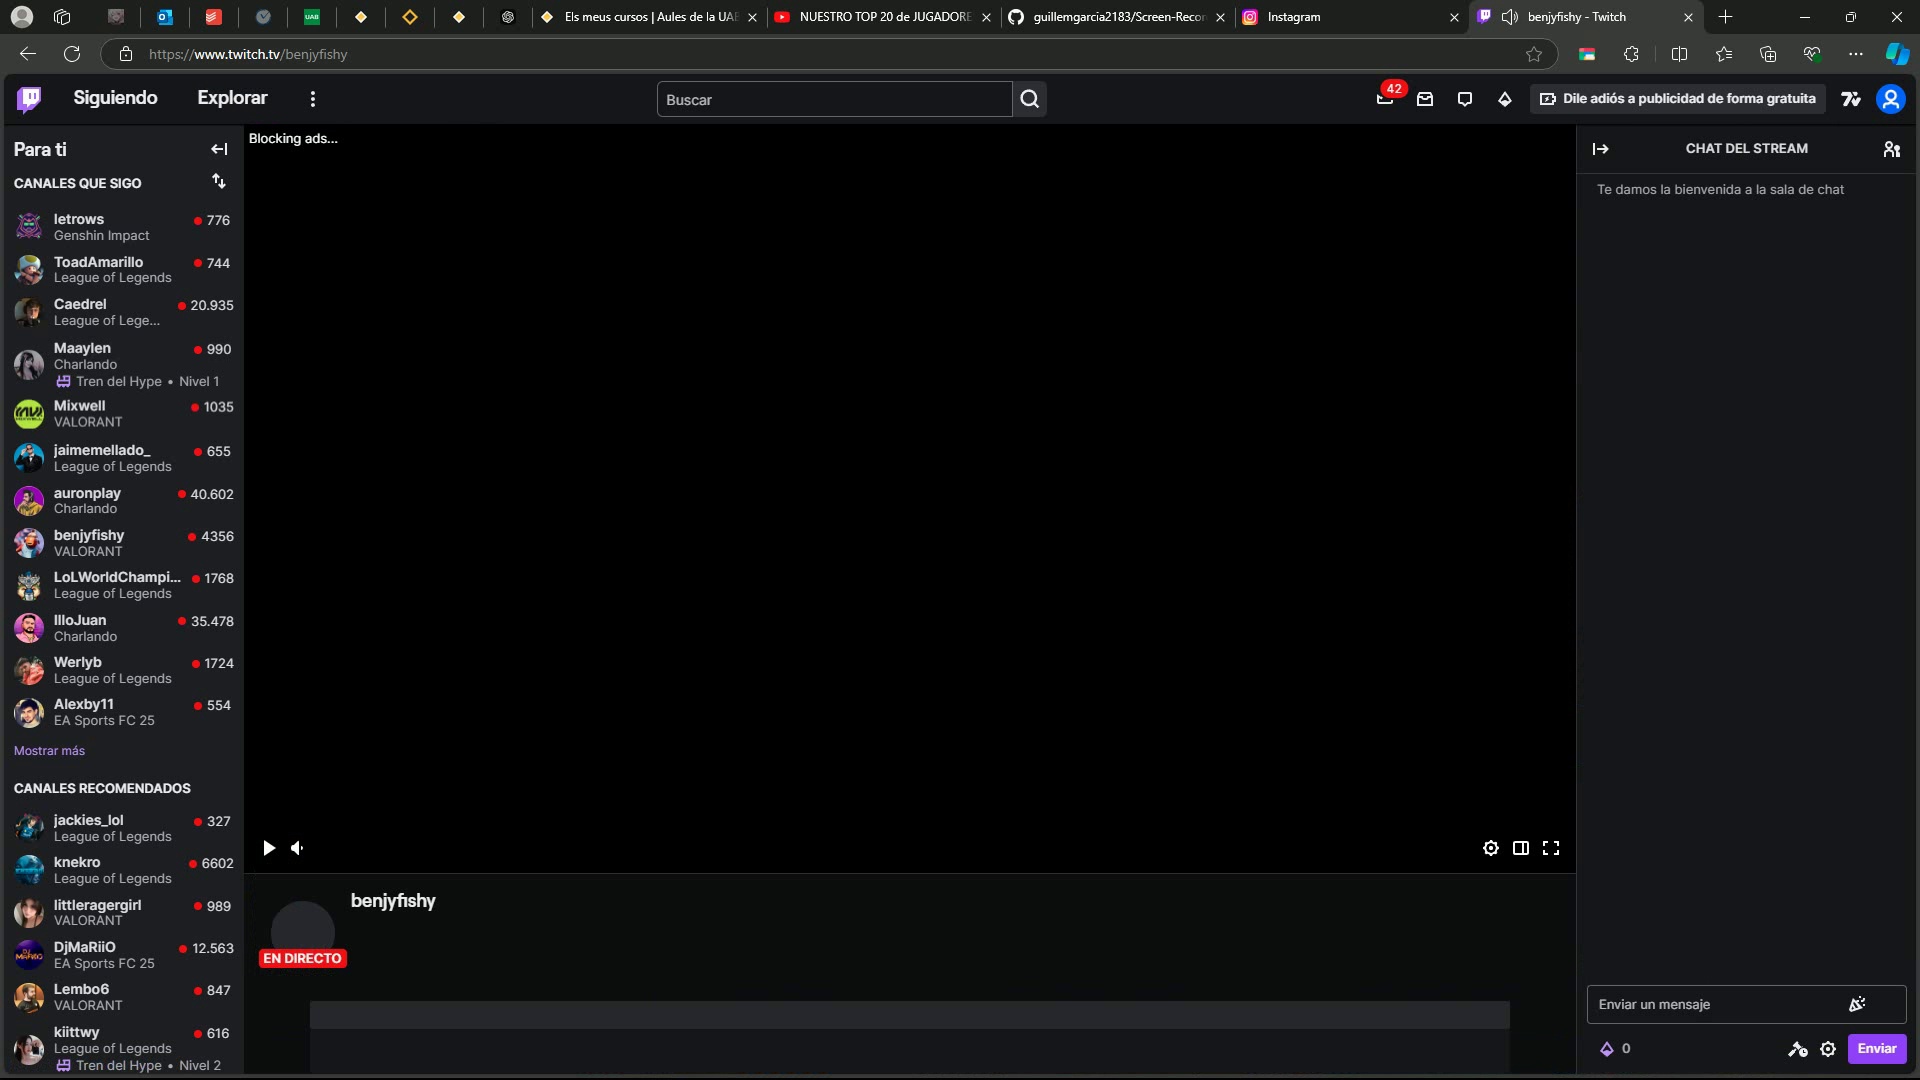 Els meus cursos | Aules de la UA
NUESTRO TOP 20 de JUGADORE
guillemgarcia2183/Screen-Recor
Instagram
benjyfishy - Twitch
https://www.twitch.tv/benjyfishy
Siguiendo
Explorar
Buscar
42
Dile adiós a publicidad de forma gratuita
Para ti
CANALES QUE SIGO
letrows
776
Genshin Impact
ToadAmarillo
744
League of Legends
Caedrel
20.935
League of Lege...
Maaylen
990
Charlando
Tren del Hype • Nivel 1
Mixwell
1035
VALORANT
jaimemellado_
655
League of Legends
auronplay
40.602
Charlando
benjyfishy
4356
VALORANT
LoLWorldChampi...
1768
League of Legends
IlloJuan
35.478
Charlando
Werlyb
1724
League of Legends
Alexby11
554
EA Sports FC 25
Mostrar más
CANALES RECOMENDADOS
jackies_lol
327
League of Legends
knekro
6602
League of Legends
littleragergirl
989
VALORANT
DjMaRiiO
12.563
EA Sports FC 25
Lembo6
847
VALORANT
kiittwy
616
League of Legends
Tren del Hype • Nivel 2
Blocking ads...
benjyfishy
EN DIRECTO
CHAT DEL STREAM
Te damos la bienvenida a la sala de chat
Enviar un mensaje
0
Enviar